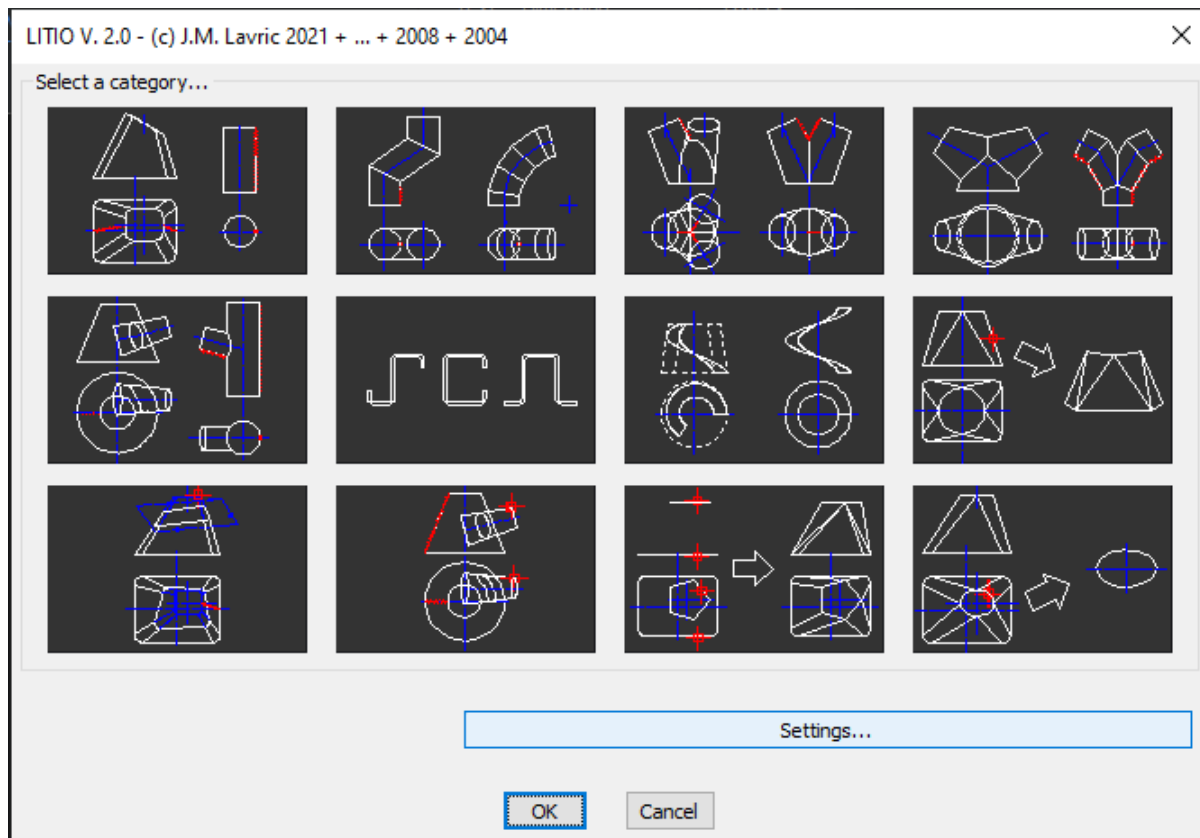 LITIO V. 2.0 - (c) J.M. Lavric 2021 + ... + 2008 + 2004
Select a category...
Settings...
OK
Cancel